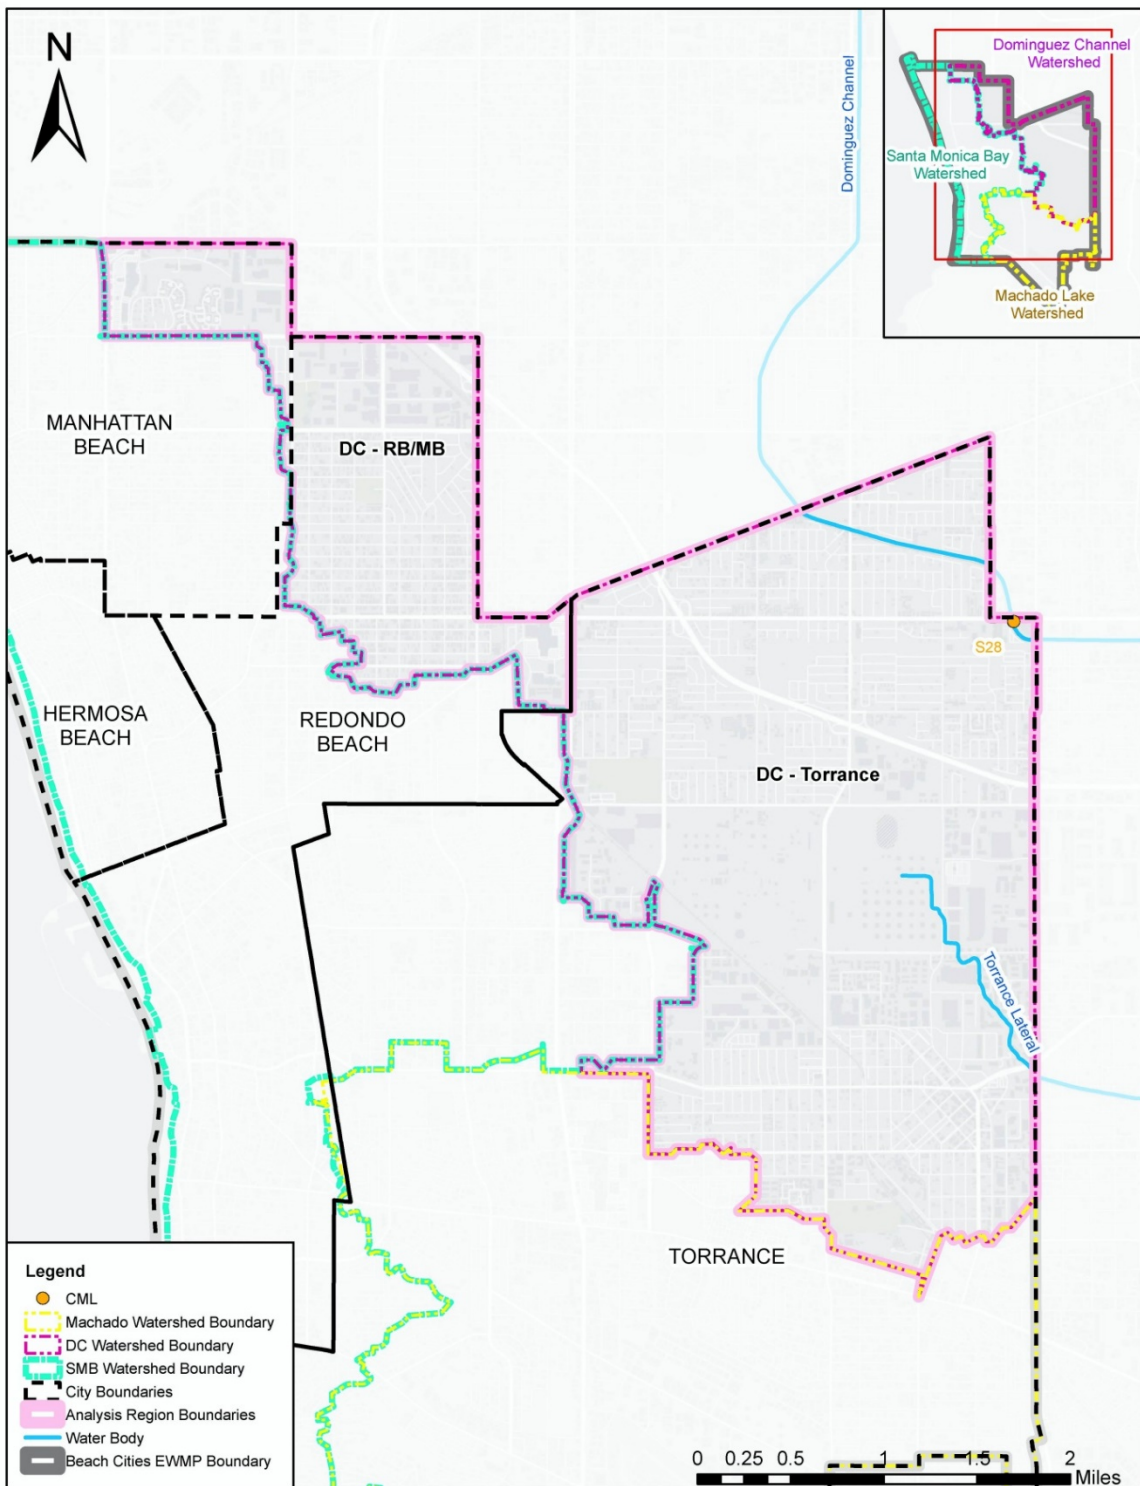 N
Dominguez Channel
Dominguez Channel
Watershed
Santa Monica Bay
Watershed
Machado Lake
Watershed
MANHATTAN
BEACH
DC - RB/MB
S28
HERMOSA
BEACH
REDONDO
BEACH
DC - Torrance
Torrance Lateral
TORRANCE
Legend
CML
Machado Watershed Boundary
DC Watershed Boundary
SMB Watershed Boundary
City Boundaries
Analysis Region Boundaries
Water Body
Beach Cities EWMP Boundary
0 0.25 0.5 1 1.5 2
Miles